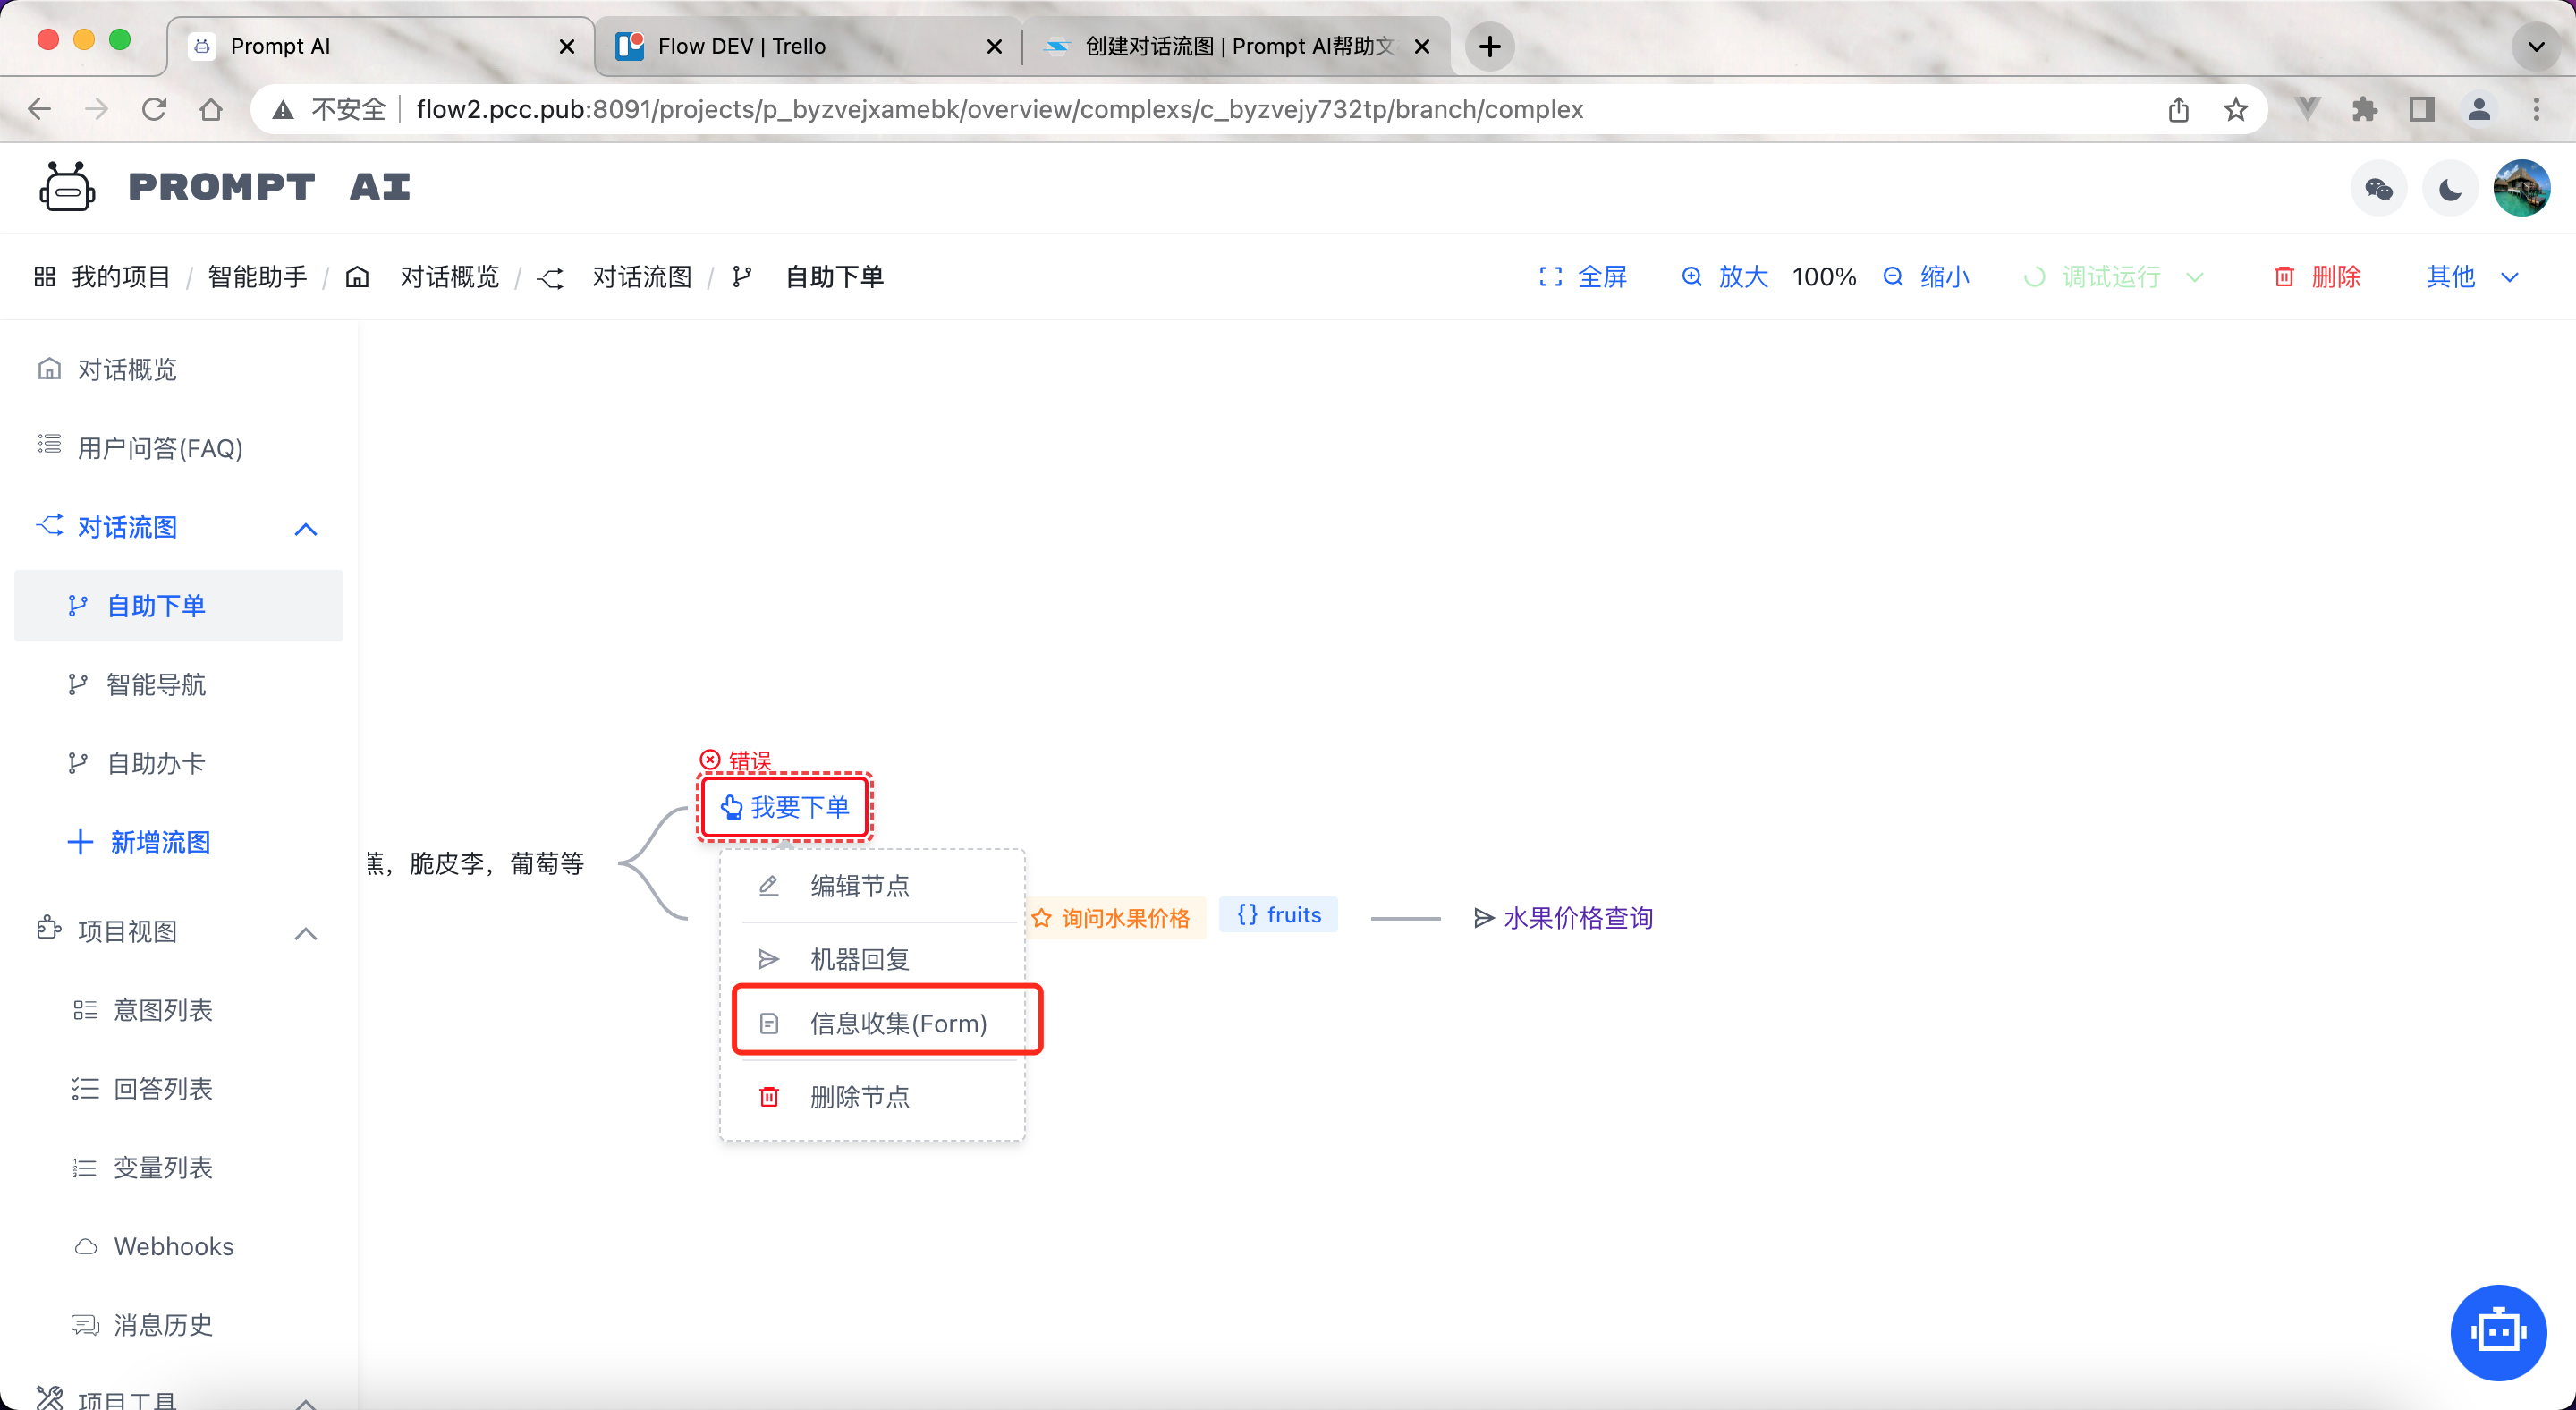 Prompt AI
Flow DEV | Trello
创建对话流图 | Prompt AI帮助文
不安全
flow2.pcc.pub:8091/projects/p_byzvejxamebk/overview/complexs/c_byzvejy732tp/branch/complex
PROMPT AI
我的项目 / 智能助手 / 对话概览 / 对话流图 / 自助下单
全屏 放大 100% 缩小 调试运行 删除 其他
对话概览
用户问答(FAQ)
对话流图
自助下单
智能导航
自助办卡
新增流图
项目视图
意图列表
回答列表
变量列表
Webhooks
消息历史
项目工具
错误
我要下单
蕉，脆皮李，葡萄等
编辑节点
机器回复
信息收集(Form)
删除节点
询问水果价格
{} fruits
水果价格查询